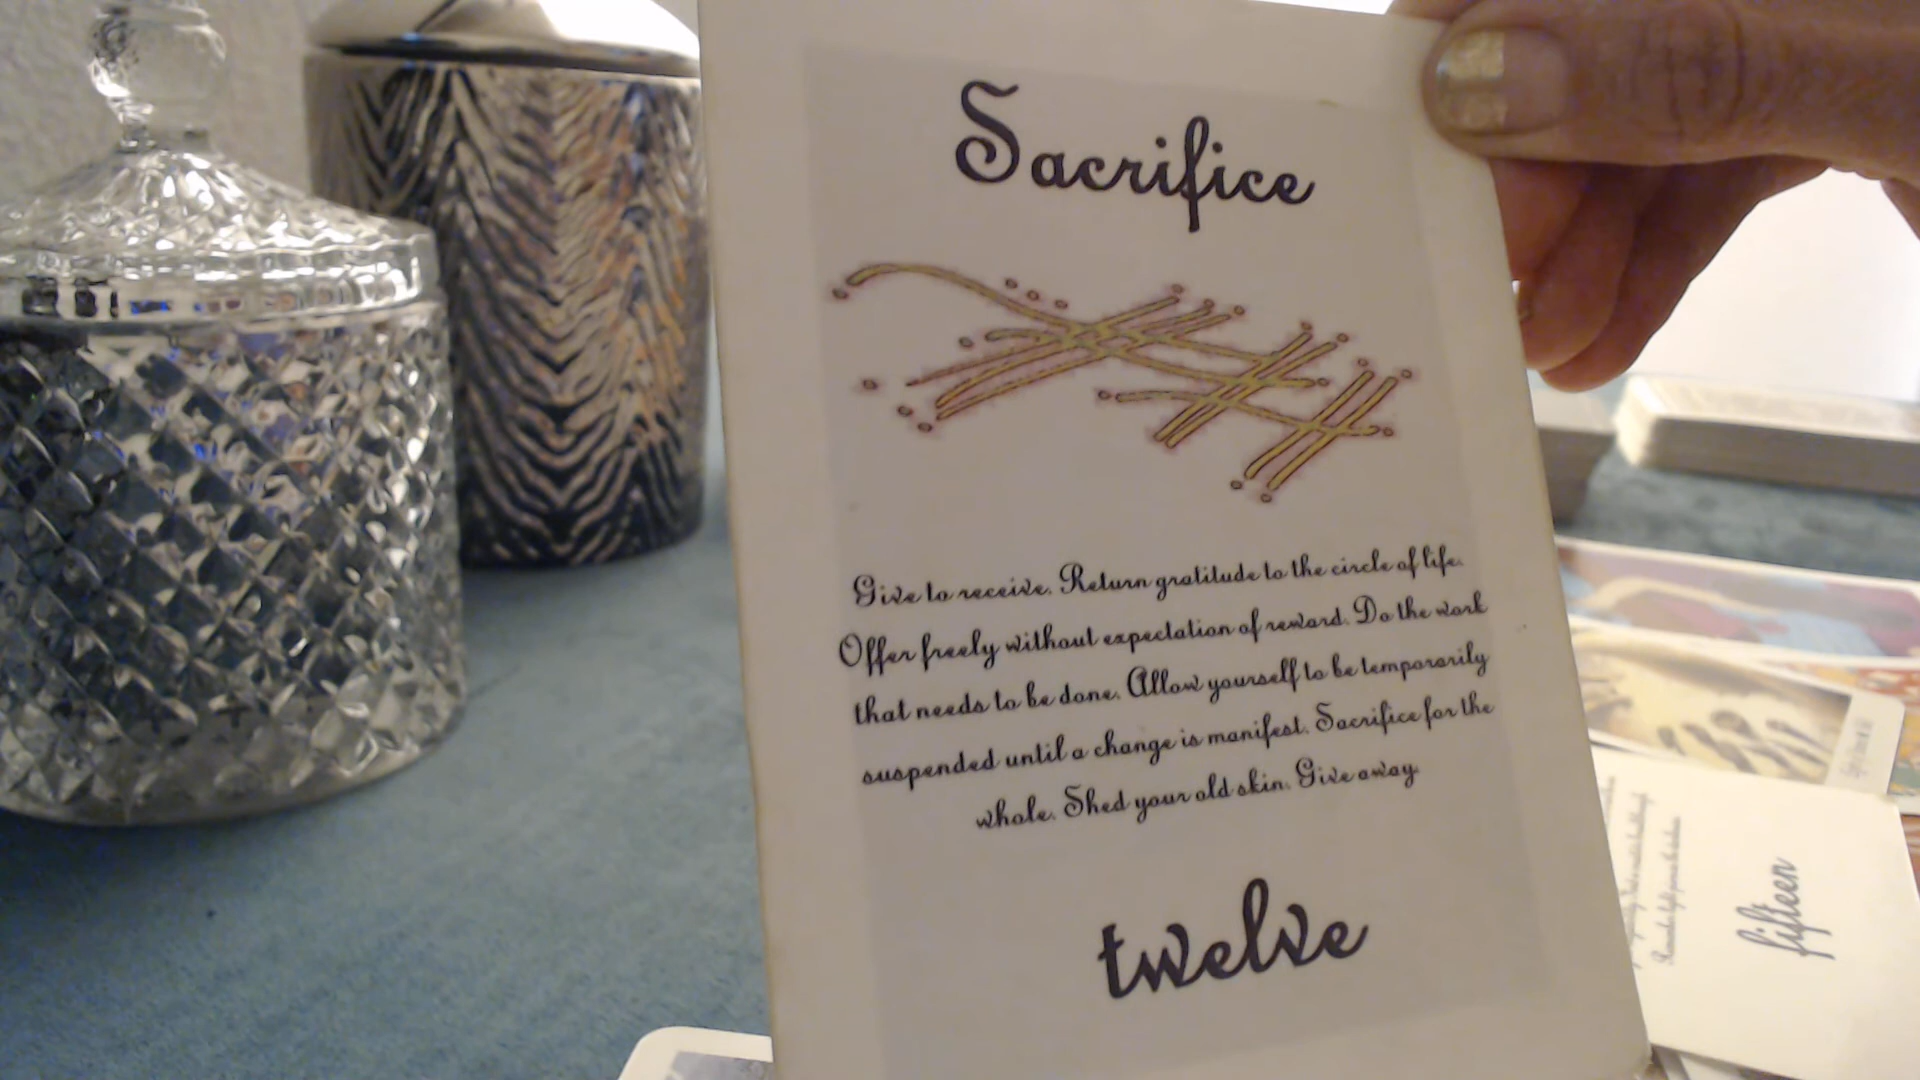 Sacrifice
Give to receive. Return gratitude to the circle of life.
Offer freely without expectation of reward. Do the work
that needs to be done. Allow yourself to be temporarily
suspended until a change is manifest. Sacrifice for the
whole. Shed your old skin. Give away.
twelve
fifteen